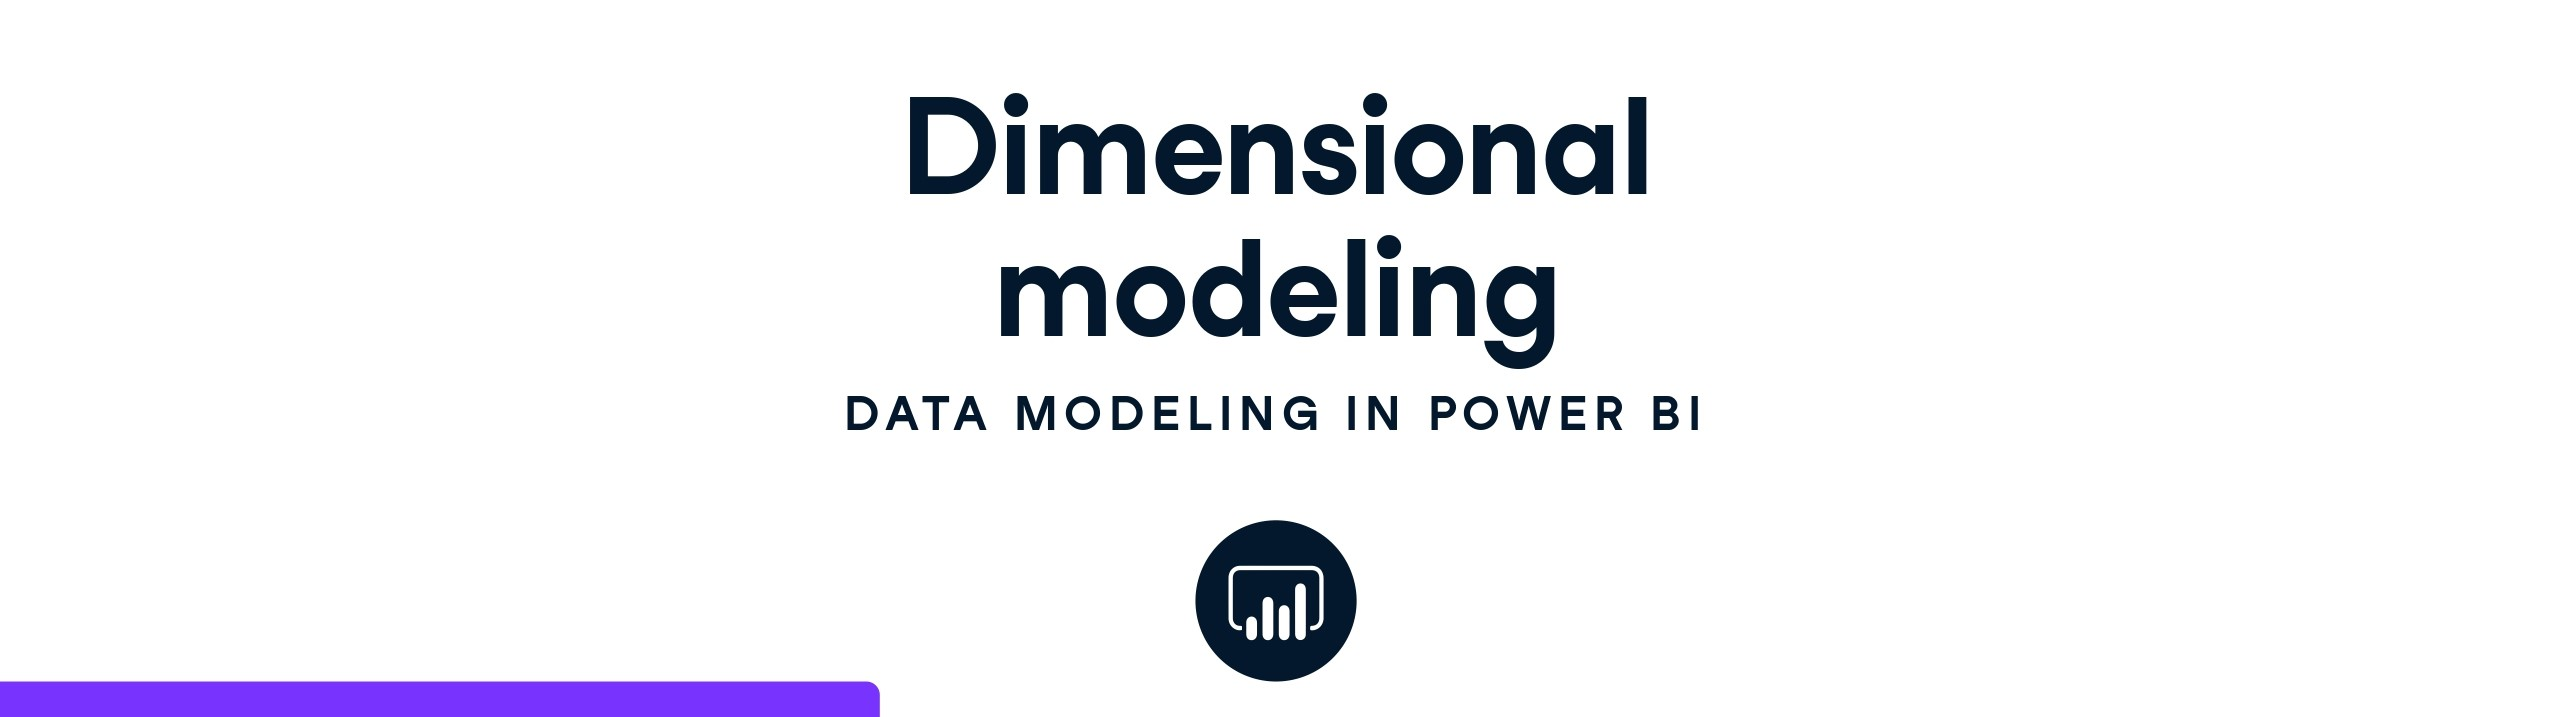 Dimensional
modeling
DATA MODELING IN POWER BI